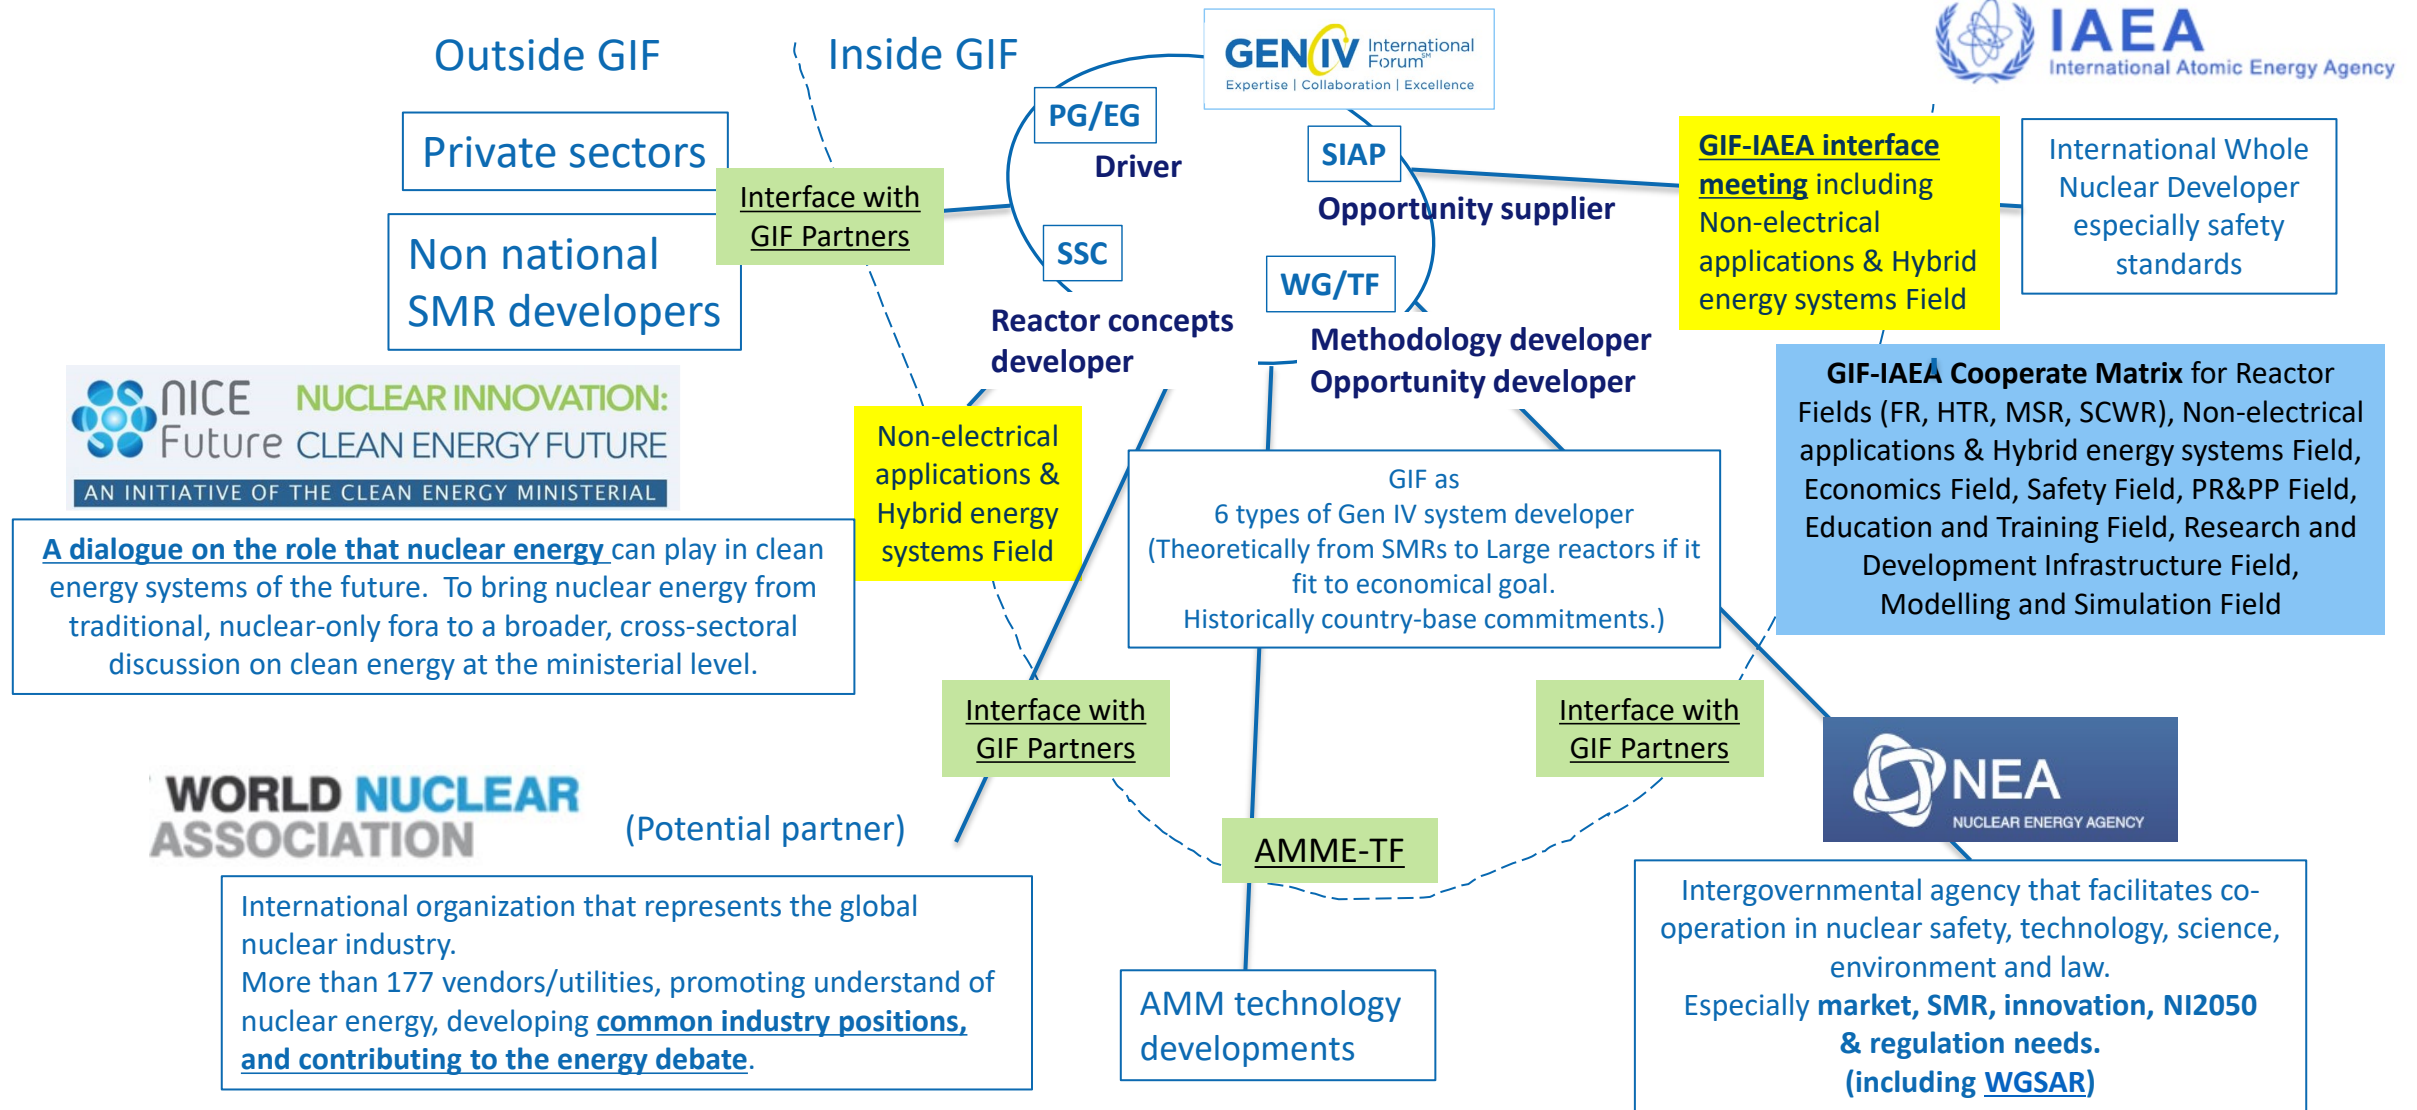 Outside GIF
Inside GIF
GENIV International
Forum℠
Expertise | Collaboration | Excellence
IAEA
International Atomic Energy Agency
Private sectors
Non national
SMR developers
Interface with
GIF Partners
PG/EG
Driver
SSC
Reactor concepts
developer
SIAP
Opportunity supplier
WG/TF
Methodology developer
Opportunity developer
GIF-IAEA interface
meeting including
Non-electrical
applications & Hybrid
energy systems Field
International Whole
Nuclear Developer
especially safety
standards
NICE
Future
NUCLEAR INNOVATION:
CLEAN ENERGY FUTURE
AN INITIATIVE OF THE CLEAN ENERGY MINISTERIAL
A dialogue on the role that nuclear energy can play in clean
energy systems of the future. To bring nuclear energy from
traditional, nuclear-only fora to a broader, cross-sectoral
discussion on clean energy at the ministerial level.
Non-electrical
applications &
Hybrid energy
systems Field
GIF as
6 types of Gen IV system developer
(Theoretically from SMRs to Large reactors if it
fit to economical goal.
Historically country-base commitments.)
GIF-IAEA Cooperate Matrix for Reactor
Fields (FR, HTR, MSR, SCWR), Non-electrical
applications & Hybrid energy systems Field,
Economics Field, Safety Field, PR&PP Field,
Education and Training Field, Research and
Development Infrastructure Field,
Modelling and Simulation Field
Interface with
GIF Partners
Interface with
GIF Partners
WORLD NUCLEAR
ASSOCIATION
(Potential partner)
International organization that represents the global
nuclear industry.
More than 177 vendors/utilities, promoting understand of
nuclear energy, developing common industry positions,
and contributing to the energy debate.
AMME-TF
AMM technology
developments
NEA
NUCLEAR ENERGY AGENCY
Intergovernmental agency that facilitates co-
operation in nuclear safety, technology, science,
environment and law.
Especially market, SMR, innovation, NI2050
& regulation needs.
(including WGSAR)